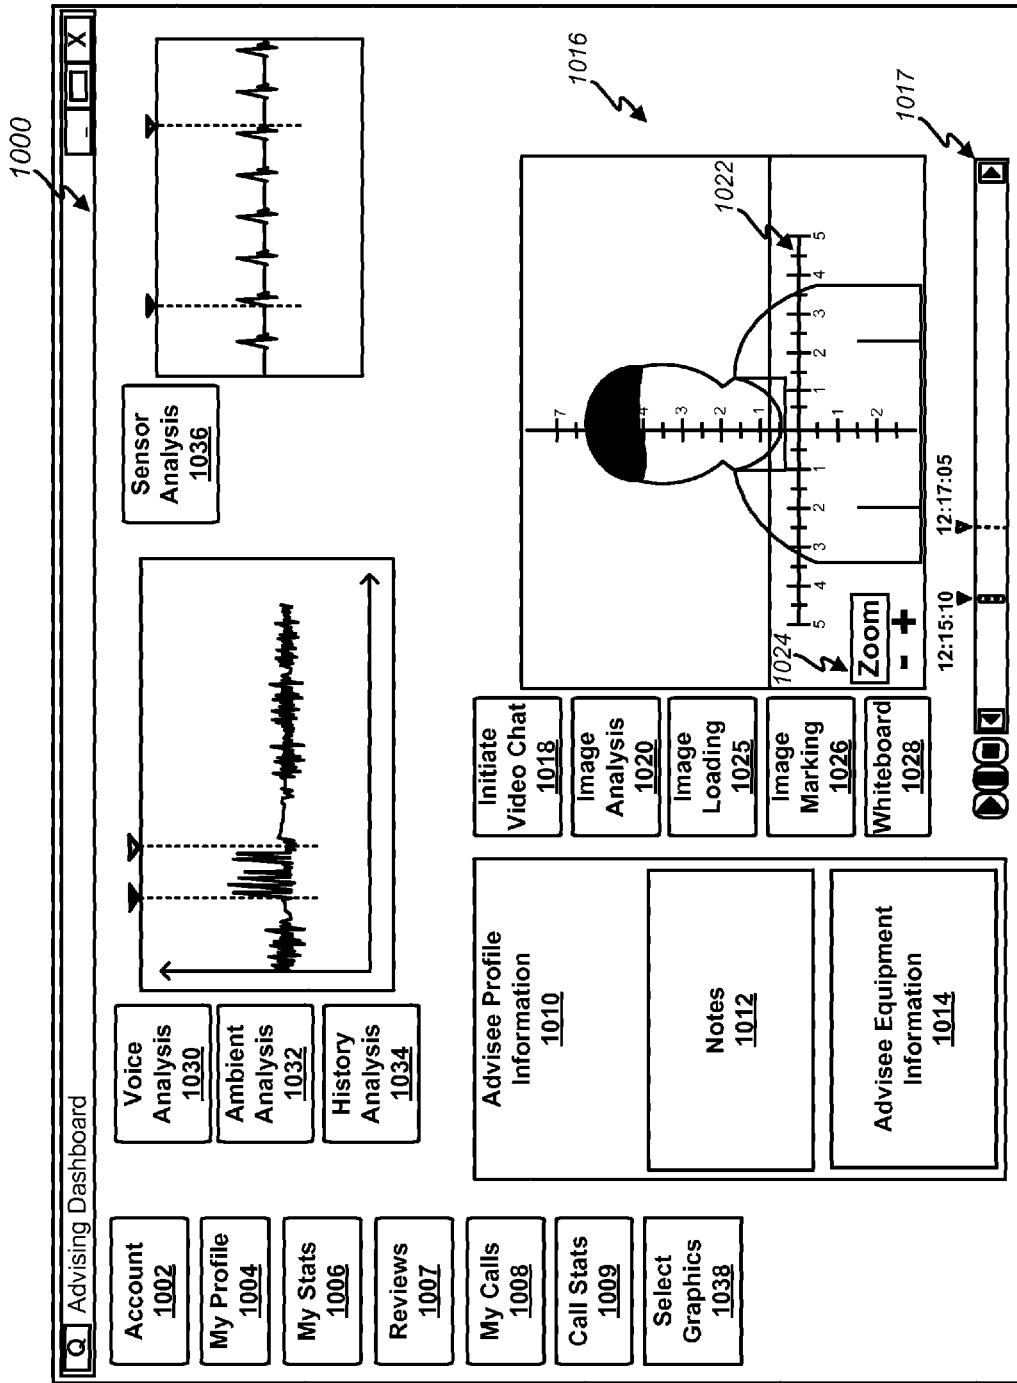 1000
Q Advising Dashboard
_ X
Account
1002
My Profile
1004
My Stats
1006
Reviews
1007
My Calls
1008
Call Stats
1009
Select
Graphics
1038
Voice
Analysis
1030
Ambient
Analysis
1032
History
Analysis
1034
Sensor
Analysis
1036
Advisee Profile
Information
1010
Notes
1012
Advisee Equipment
Information
1014
Initiate
Video Chat
1018
Image
Analysis
1020
Image
Loading
1025
Image
Marking
1026
Whiteboard
1028
1016
7
4
3
2
1
5 4 3 2 1 1 2 3 4 5
1
2
1022
1024
Zoom
- +
12:15:10 12:17:05
1017